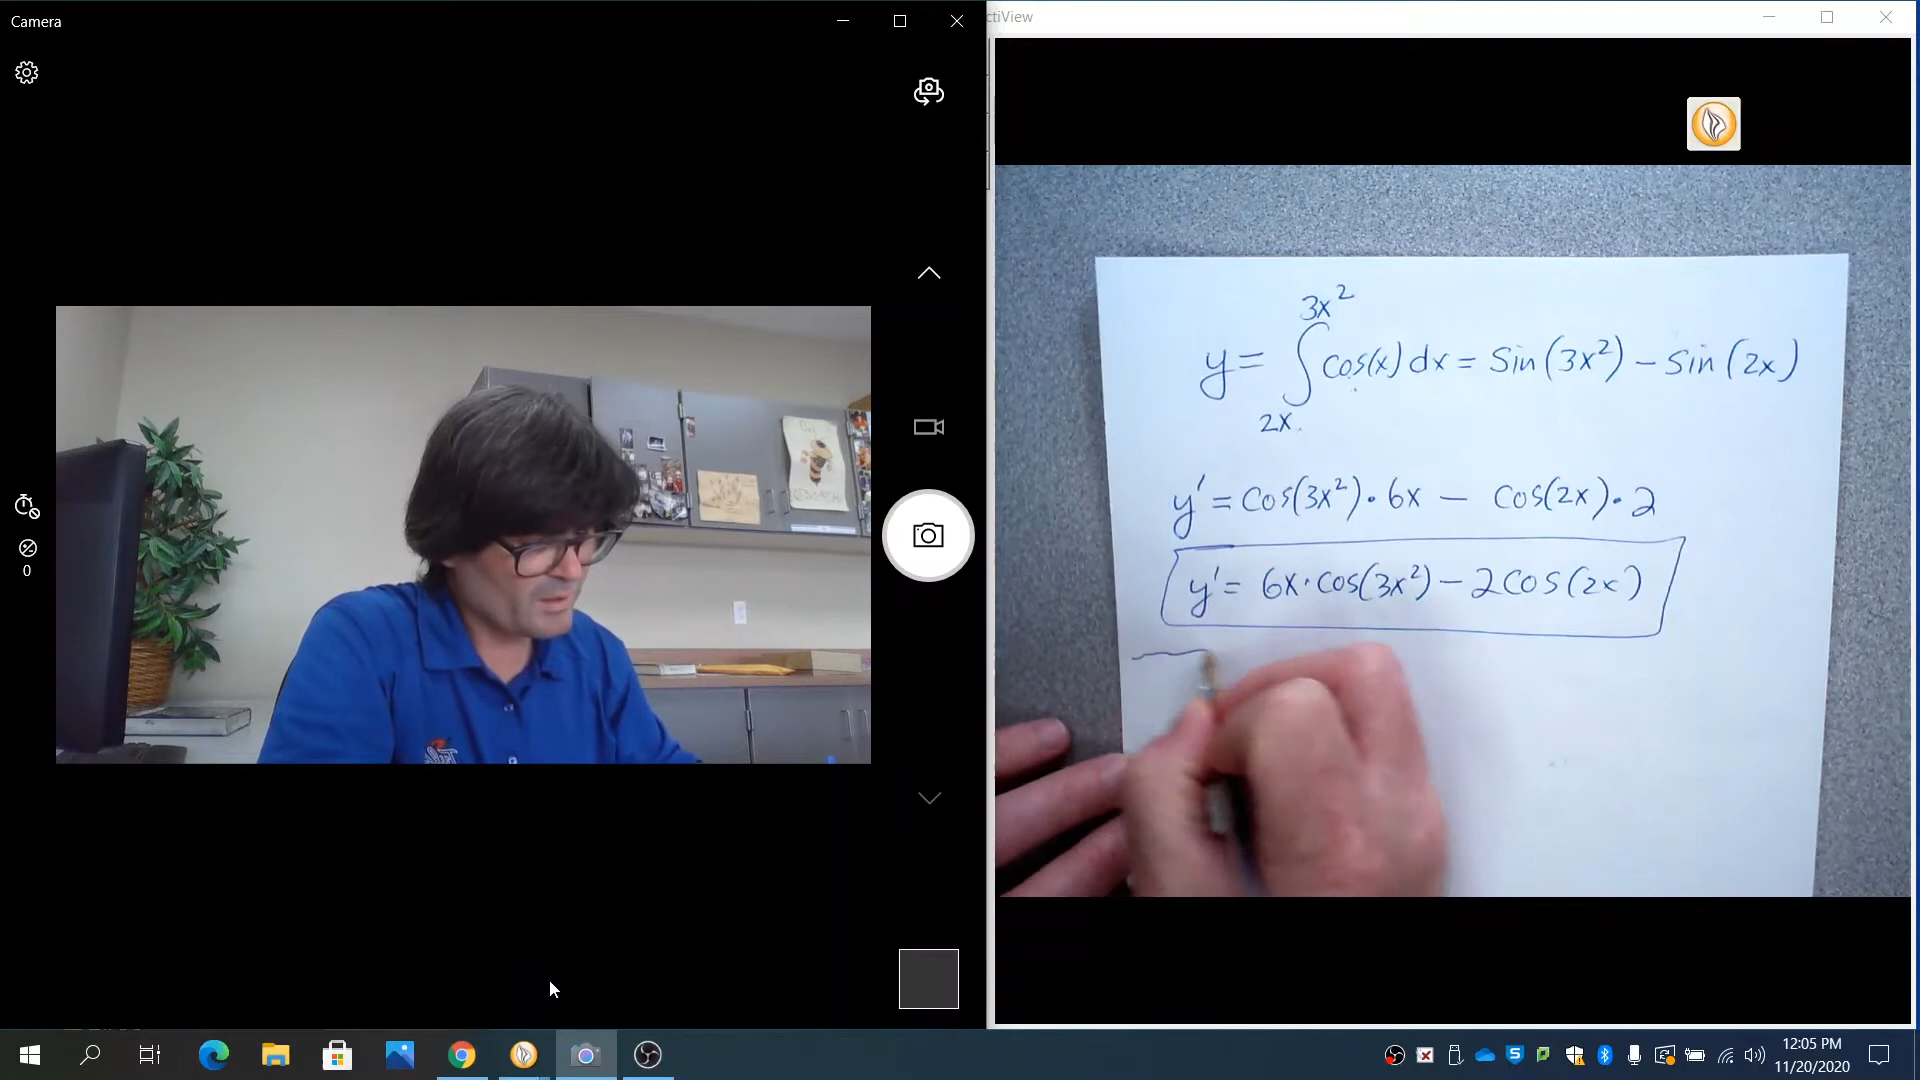 Camera
ctiView
0
3x²
y = ∫ cos(x) dx = sin(3x²) - sin(2x)
2x
y' = cos(3x²)·6x - cos(2x)·2
y' = 6x·cos(3x²) - 2cos(2x)
12:05 PM
11/20/2020